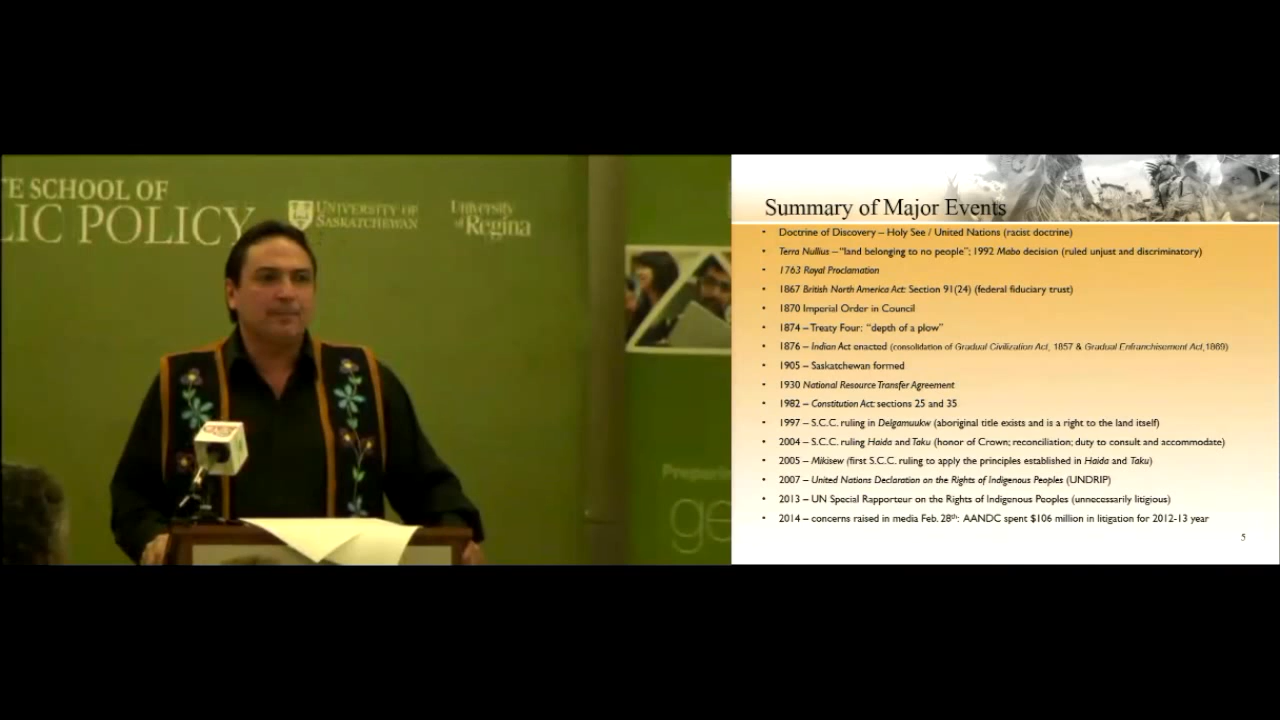 TE SCHOOL OF
LIC POLICY
UNIVERSITY OF
SASKATCHEWAN
University
of Regina
Summary of Major Events
• Doctrine of Discovery – Holy See / United Nations (racist doctrine)
• Terra Nullius – “land belonging to no people”; 1992 Mabo decision (ruled unjust and discriminatory)
• 1763 Royal Proclamation
• 1867 British North America Act: Section 91(24) (federal fiduciary trust)
• 1870 Imperial Order in Council
• 1874 – Treaty Four: “depth of a plow”
• 1876 – Indian Act enacted (consolidation of Gradual Civilization Act, 1857 & Gradual Enfranchisement Act,1869)
• 1905 – Saskatchewan formed
• 1930 National Resource Transfer Agreement
• 1982 – Constitution Act: sections 25 and 35
• 1997 – S.C.C. ruling in Delgamuukw (aboriginal title exists and is a right to the land itself)
• 2004 – S.C.C. ruling Haida and Taku (honor of Crown; reconciliation; duty to consult and accommodate)
• 2005 – Mikisew (first S.C.C. ruling to apply the principles established in Haida and Taku)
• 2007 – United Nations Declaration on the Rights of Indigenous Peoples (UNDRIP)
• 2013 – UN Special Rapporteur on the Rights of Indigenous Peoples (unnecessarily litigious)
• 2014 – concerns raised in media Feb. 28th: AANDC spent $106 million in litigation for 2012-13 year
5
Preparing
ge